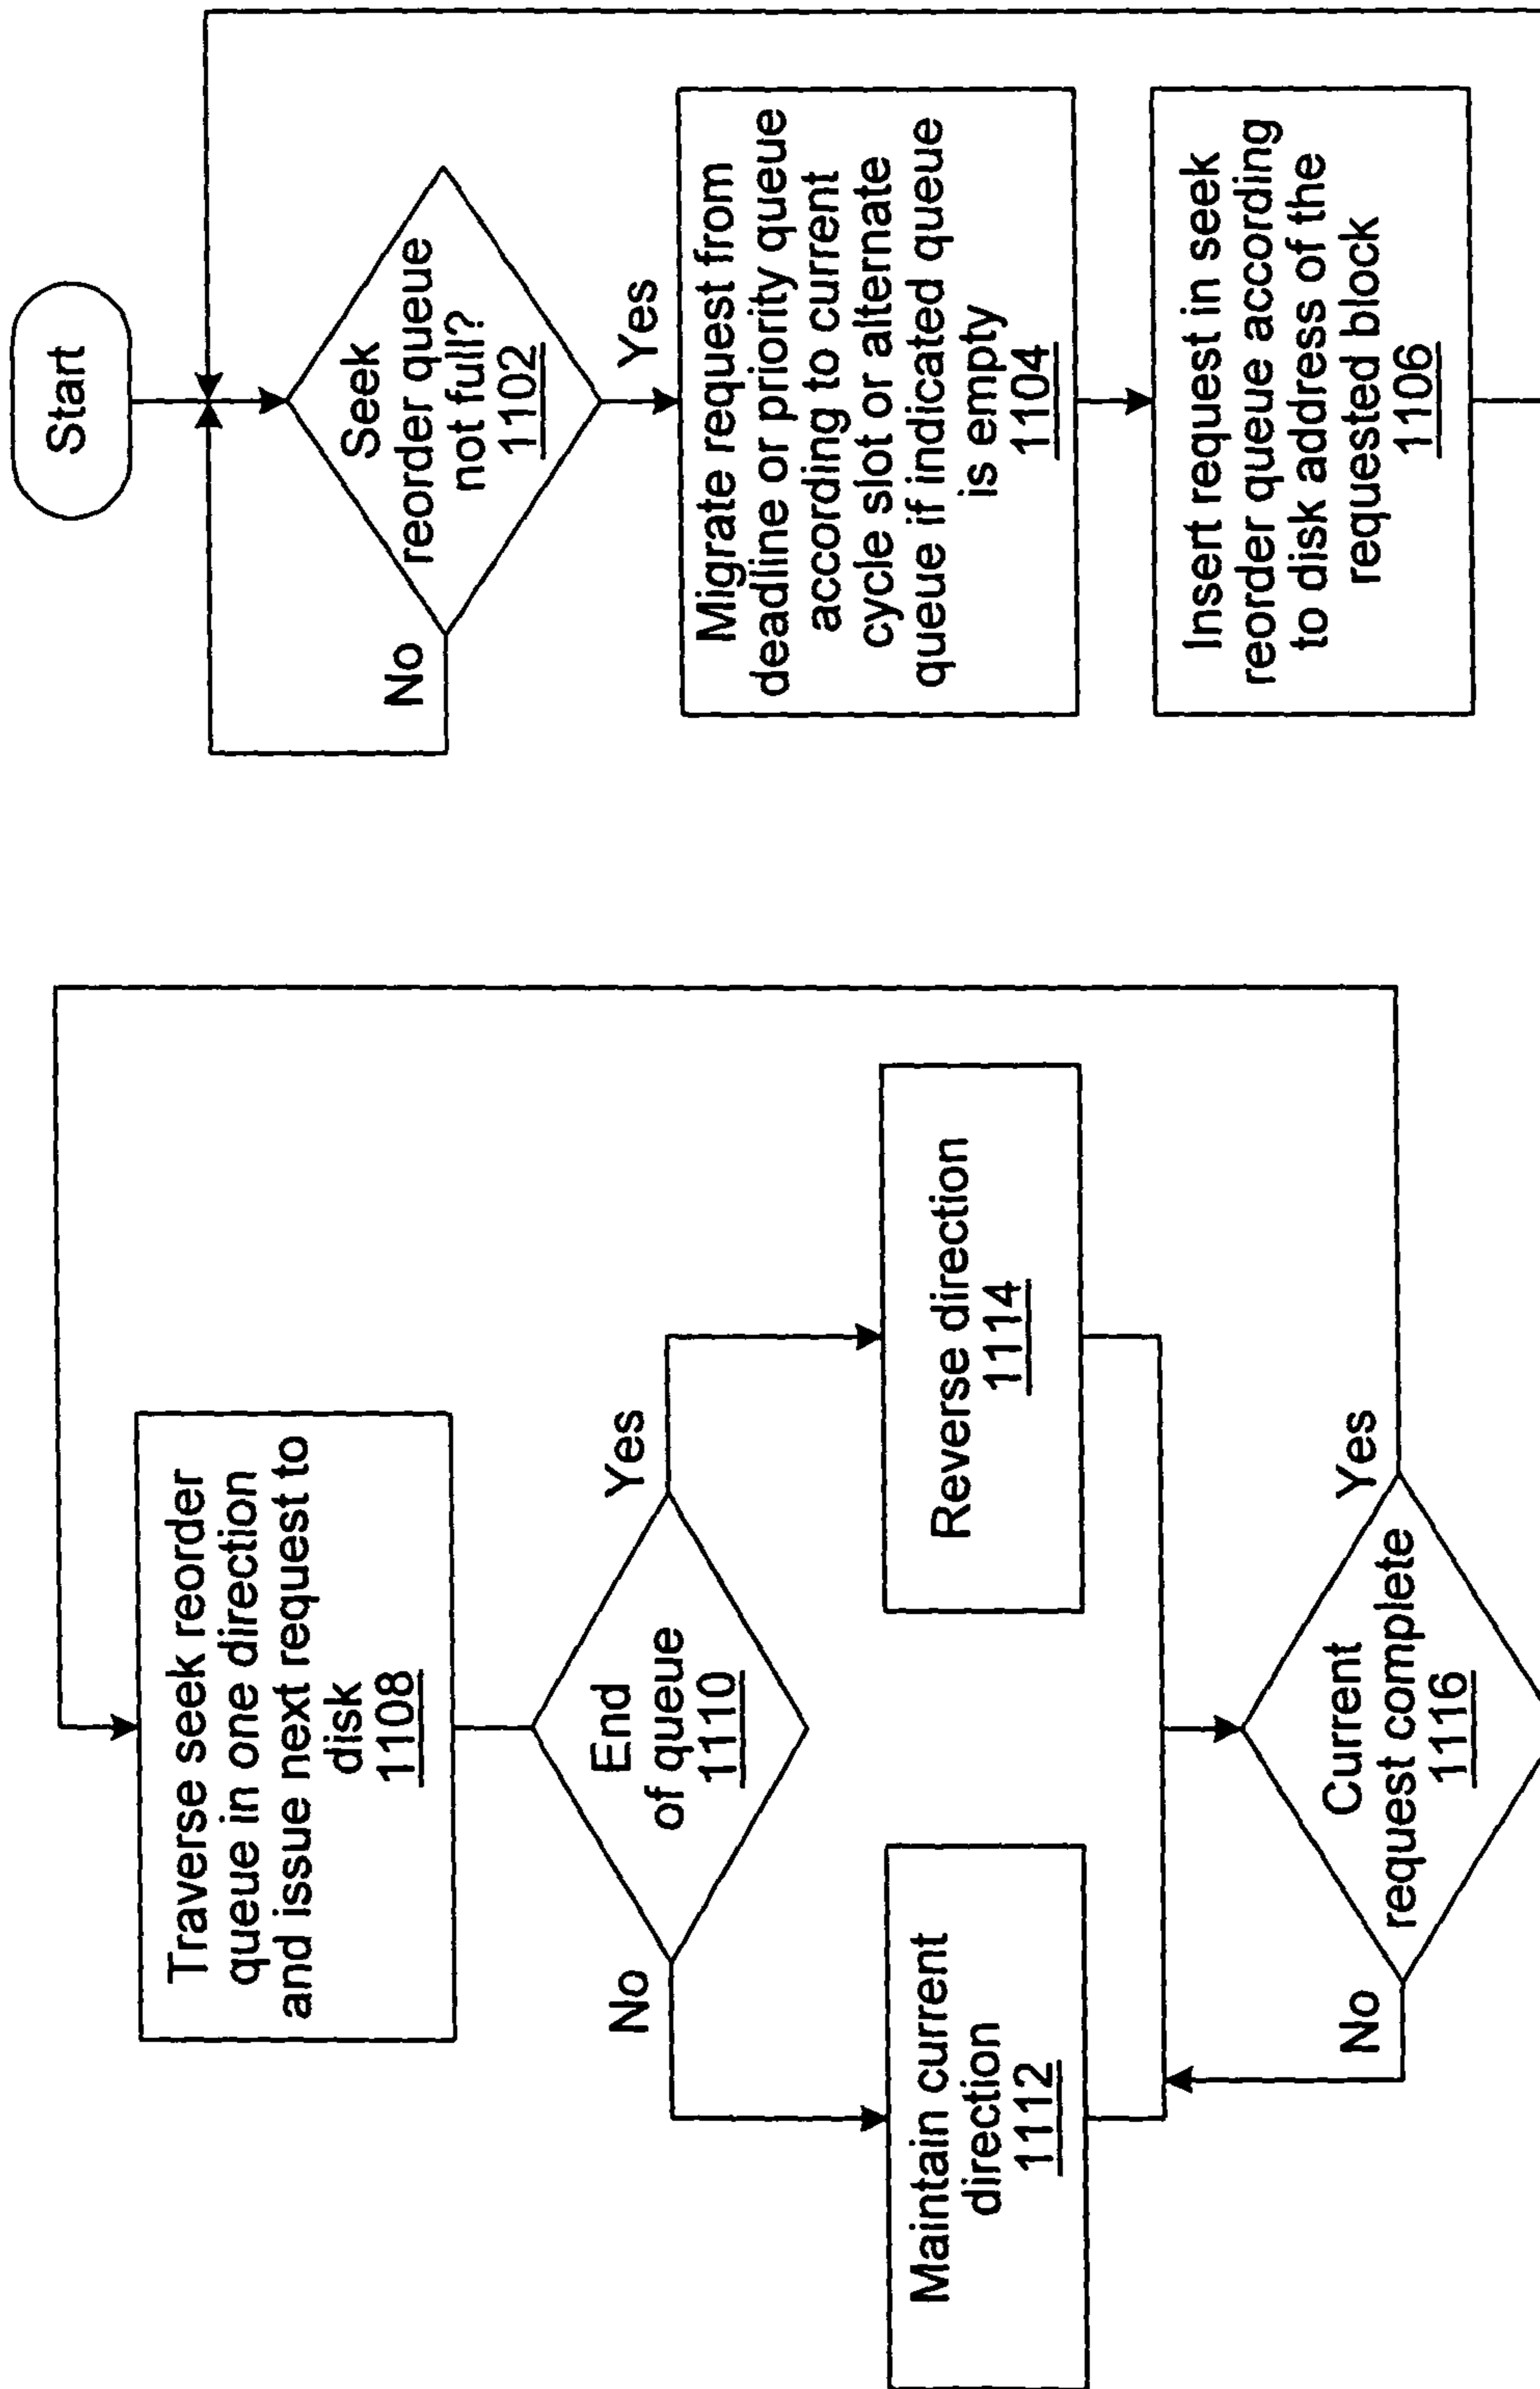 Start
Seek
reorder queue
not full?
1102
Yes
No
Migrate request from
deadline or priority queue
according to current
cycle slot or alternate
queue if indicated queue
is empty
1104
Insert request in seek
reorder queue according
to disk address of the
requested block
1106
Traverse seek reorder
queue in one direction
and issue next request to
disk
1108
End
of queue
1110
No
Yes
Maintain current
direction
1112
Reverse direction
1114
Current
request complete
1116
No
Yes